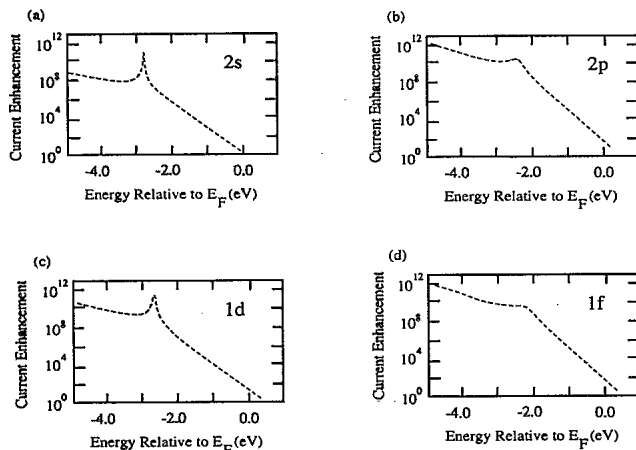 (a)
Current Enhancement
10^12
10^8
10^4
10^0
2s
-4.0 -2.0 0.0
Energy Relative to E_F (eV)
(b)
Current Enhancement
10^12
10^8
10^4
10^0
2p
-4.0 -2.0 0.0
Energy Relative to E_F (eV)
(c)
Current Enhancement
10^12
10^8
10^4
10^0
1d
-4.0 -2.0 0.0
Energy Relative to E_F (eV)
(d)
Current Enhancement
10^12
10^8
10^4
10^0
1f
-4.0 -2.0 0.0
Energy Relative to E_F (eV)